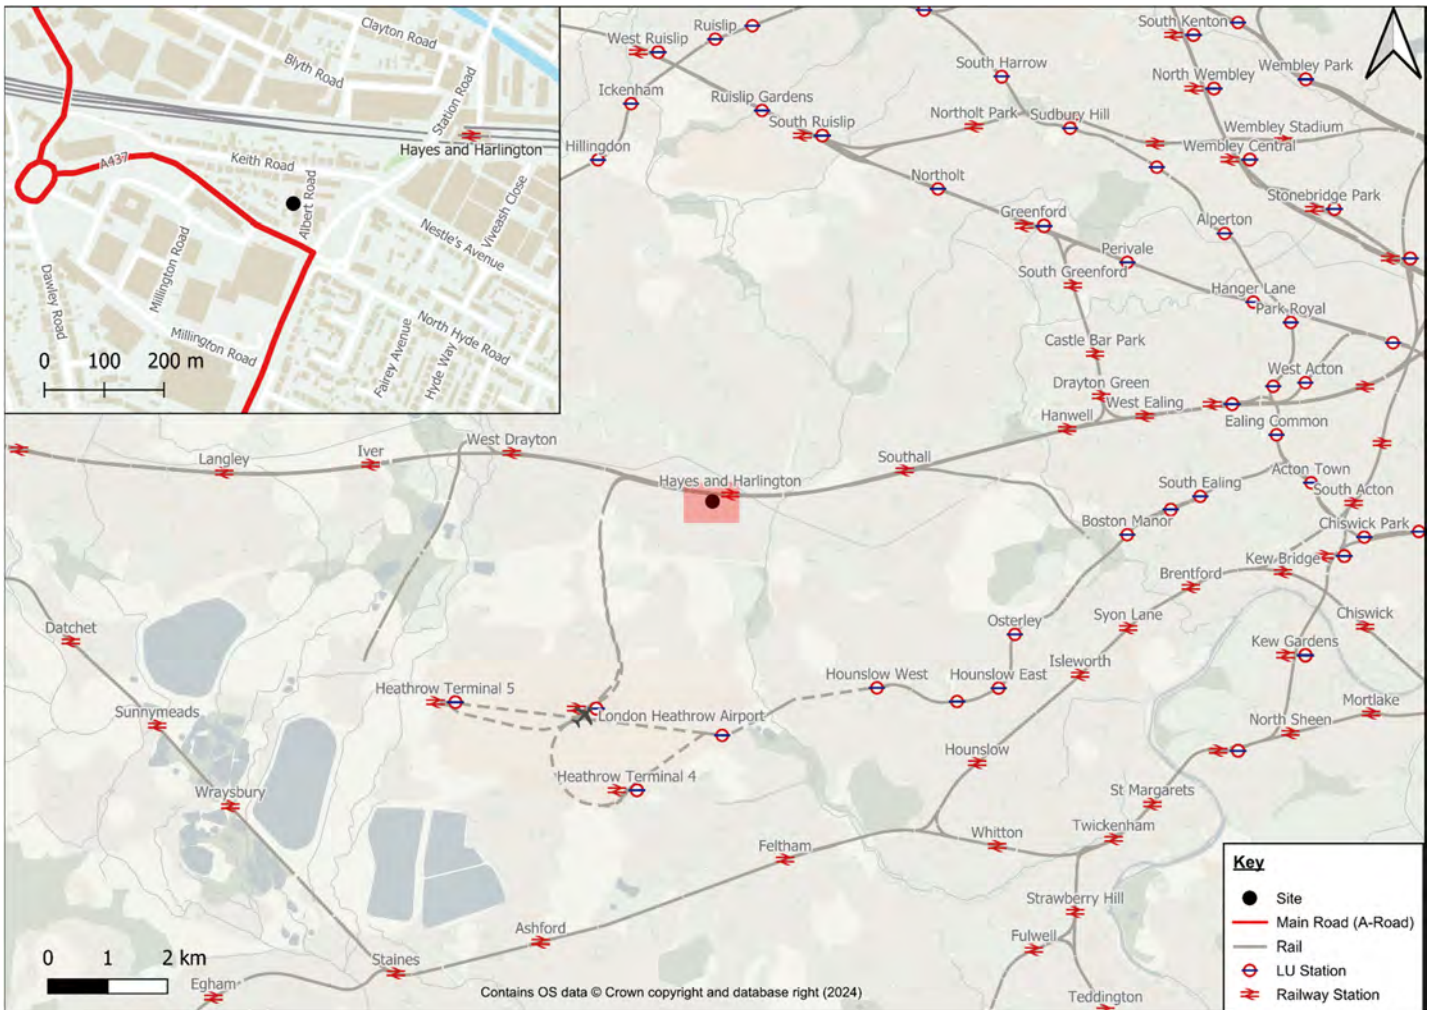 Clayton Road
Blyth Road
Station Road
Hayes and Harlington
Keith Road
A437
Albert Road
Viveash Close
Nestle's Avenue
Millington Road
Dawley Road
Millington Road
North Hyde Road
Fairey Avenue
Hyde Way
0 100 200 m
Ruislip
West Ruislip
South Kenton
South Harrow
Wembley Park
North Wembley
Ickenham
Ruislip Gardens
Northolt Park
Sudbury Hill
South Ruislip
Wembley Stadium
Hillingdon
Wembley Central
Northolt
Stonebridge Park
Greenford
Alperton
Perivale
South Greenford
Hanger Lane
Park Royal
Castle Bar Park
West Acton
Drayton Green
West Ealing
Hanwell
Ealing Common
West Drayton
Iver
Langley
Southall
Acton Town
Hayes and Harlington
South Ealing
South Acton
Boston Manor
Chiswick Park
Kew Bridge
Brentford
Chiswick
Syon Lane
Osterley
Datchet
Kew Gardens
Isleworth
Hounslow West
Hounslow East
Heathrow Terminal 5
Mortlake
Sunnymeads
London Heathrow Airport
North Sheen
Hounslow
Heathrow Terminal 4
Wraysbury
St Margarets
Twickenham
Whitton
Feltham
Strawberry Hill
Ashford
Fulwell
Staines
Egham
Teddington
0 1 2 km
Contains OS data © Crown copyright and database right (2024)
Key
Site
Main Road (A-Road)
Rail
LU Station
Railway Station